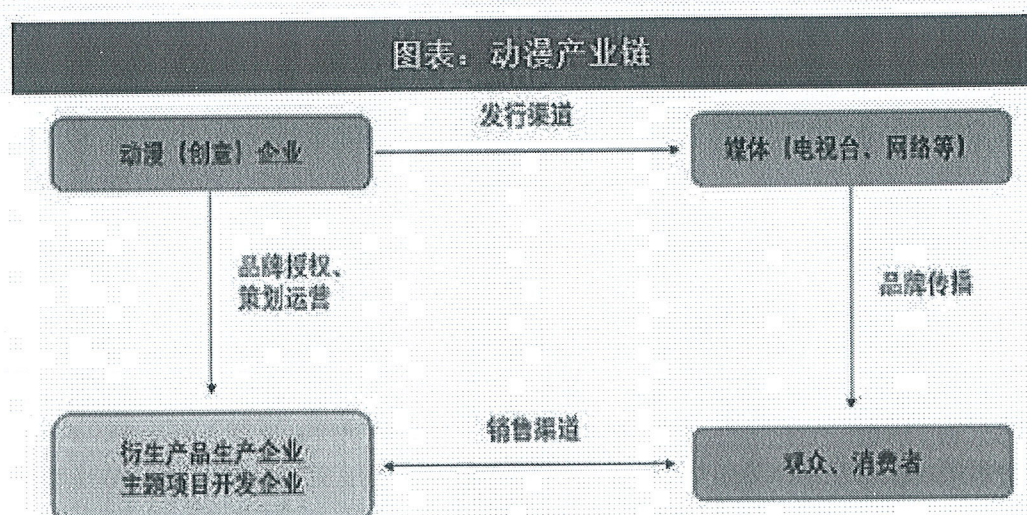 图表：动漫产业链
动漫（创意）企业
发行渠道
媒体（电视台、网络等）
品牌授权、
策划运营
品牌传播
衍生产品生产企业
主题项目开发企业
销售渠道
观众、消费者